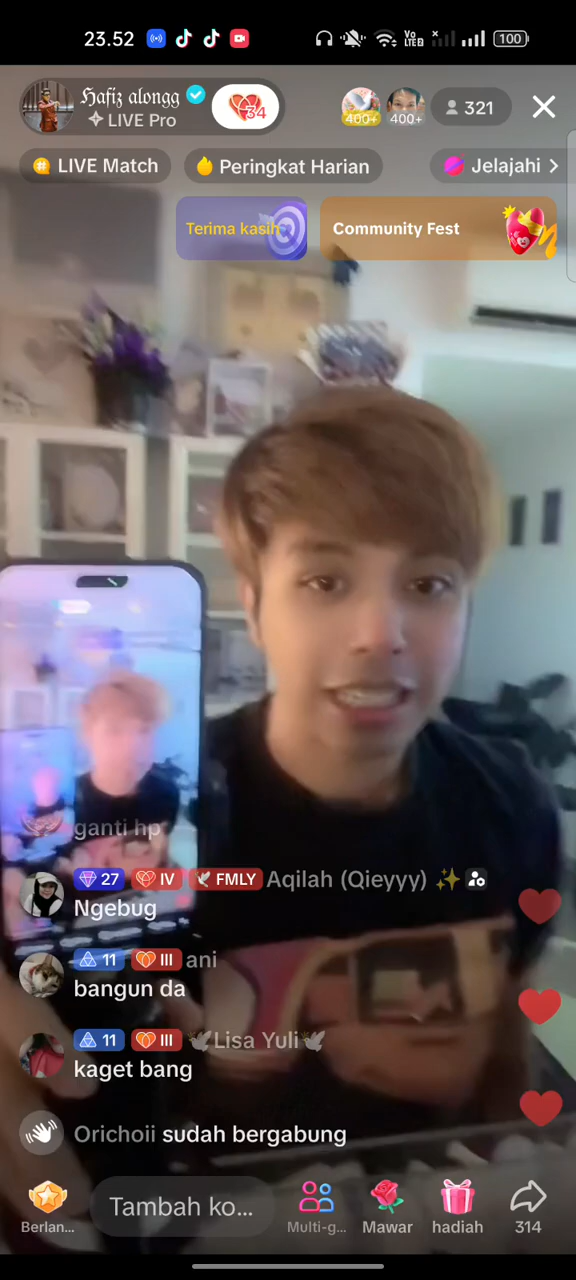 23.52
Vo
LTE2
100
ℌafiz alongg
LIVE Pro
34
400+
400+
321
LIVE Match
Peringkat Harian
Jelajahi
Terima kasih
Community Fest
ganti hp
27
IV
FMLY
Aqilah (Qieyyy) ✨
Ngebug
11
III
ani
bangun da
11
III
🕊Lisa Yuli🕊
kaget bang
Orichoii sudah bergabung
Berlan...
Tambah ko...
Multi-g...
Mawar
hadiah
314